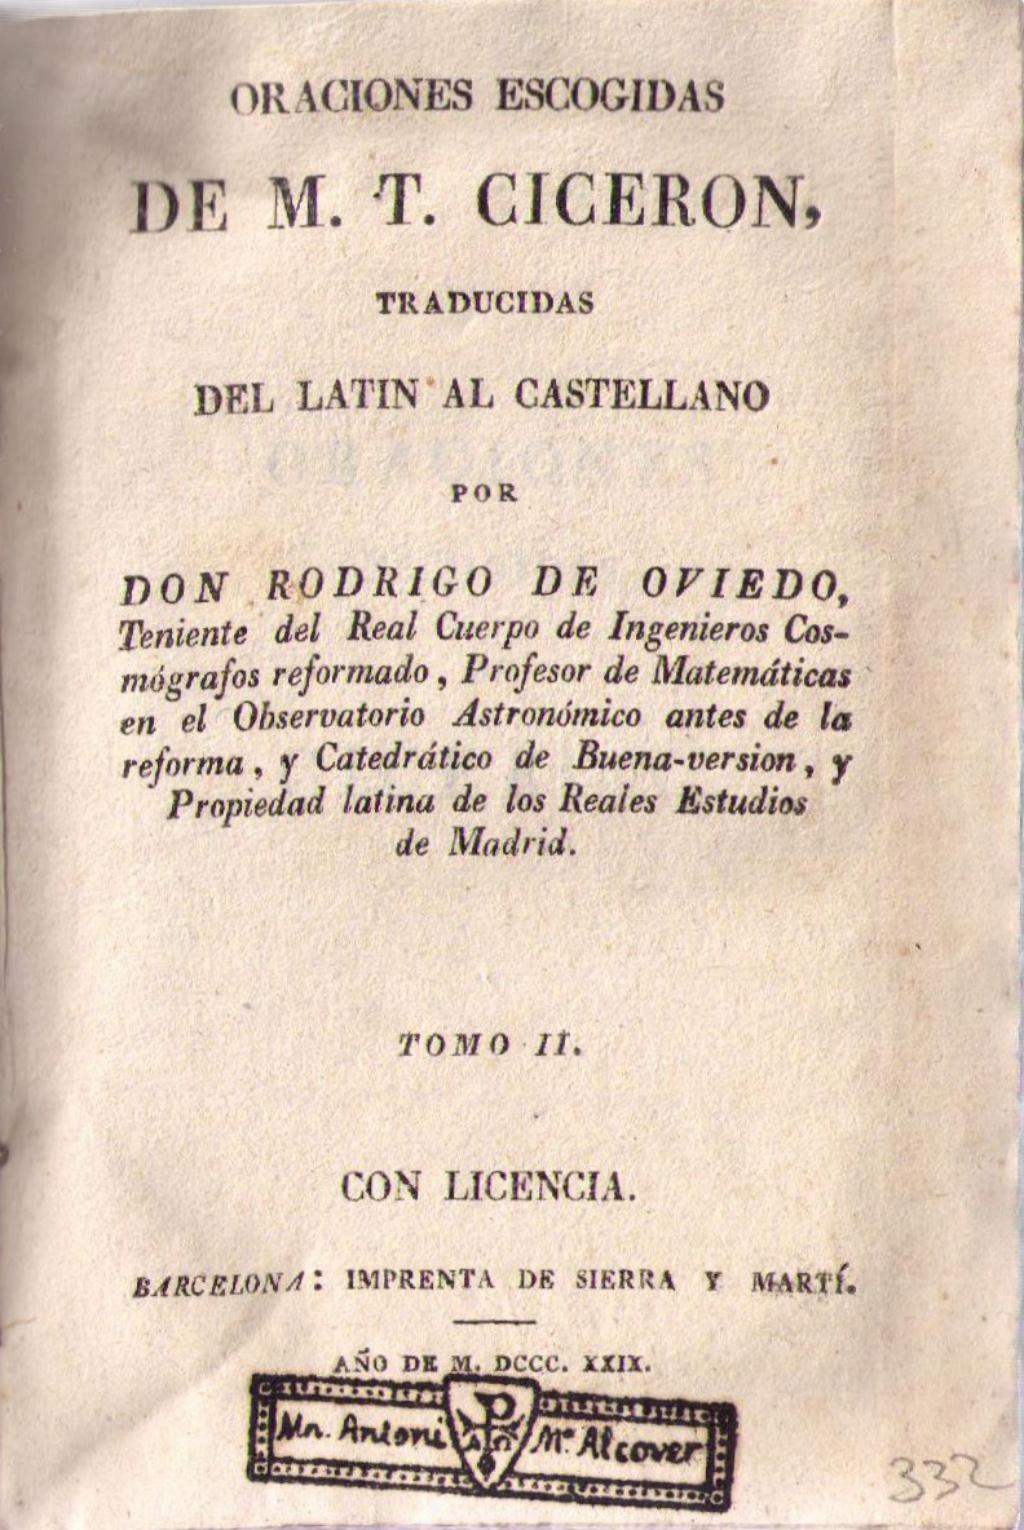 ORACIONES ESCOGIDAS
DE M. T. CICERON,
TRADUCIDAS
DEL LATIN AL CASTELLANO
POR
DON RODRIGO DE OVIEDO,
Teniente del Real Cuerpo de Ingenieros Cos-
mógrafos reformado, Profesor de Matemáticas
en el Observatorio Astronómico antes de la
reforma, y Catedrático de Buena-version, y
Propiedad latina de los Reales Estudios
de Madrid.
TOMO II.
CON LICENCIA.
BARCELONA: IMPRENTA DE SIERRA Y MARTÍ.
AÑO DE M. DCCC. XXIX.
Mn. Antoni Mª Alcover
332